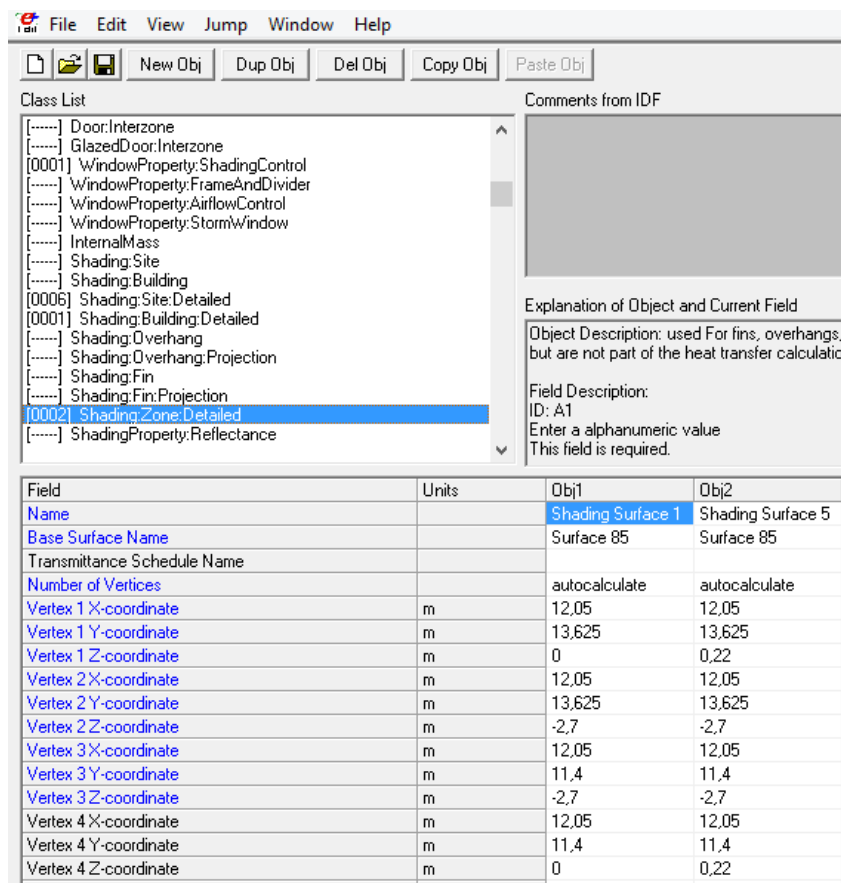 File Edit View Jump Window Help
New Obj Dup Obj Del Obj Copy Obj Paste Obj
Class List
[------] Door:Interzone
[------] GlazedDoor:Interzone
[0001] WindowProperty:ShadingControl
[------] WindowProperty:FrameAndDivider
[------] WindowProperty:AirflowControl
[------] WindowProperty:StormWindow
[------] InternalMass
[------] Shading:Site
[------] Shading:Building
[0006] Shading:Site:Detailed
[0001] Shading:Building:Detailed
[------] Shading:Overhang
[------] Shading:Overhang:Projection
[------] Shading:Fin
[------] Shading:Fin:Projection
[0002] Shading:Zone:Detailed
[------] ShadingProperty:Reflectance
Comments from IDF
Explanation of Object and Current Field
Object Description: used For fins, overhangs,
but are not part of the heat transfer calculatio
Field Description:
ID: A1
Enter a alphanumeric value
This field is required.
Field Units Obj1 Obj2
Name Shading Surface 1 Shading Surface 5
Base Surface Name Surface 85 Surface 85
Transmittance Schedule Name
Number of Vertices autocalculate autocalculate
Vertex 1 X-coordinate m 12,05 12,05
Vertex 1 Y-coordinate m 13,625 13,625
Vertex 1 Z-coordinate m 0 0,22
Vertex 2 X-coordinate m 12,05 12,05
Vertex 2 Y-coordinate m 13,625 13,625
Vertex 2 Z-coordinate m -2,7 -2,7
Vertex 3 X-coordinate m 12,05 12,05
Vertex 3 Y-coordinate m 11,4 11,4
Vertex 3 Z-coordinate m -2,7 -2,7
Vertex 4 X-coordinate m 12,05 12,05
Vertex 4 Y-coordinate m 11,4 11,4
Vertex 4 Z-coordinate m 0 0,22